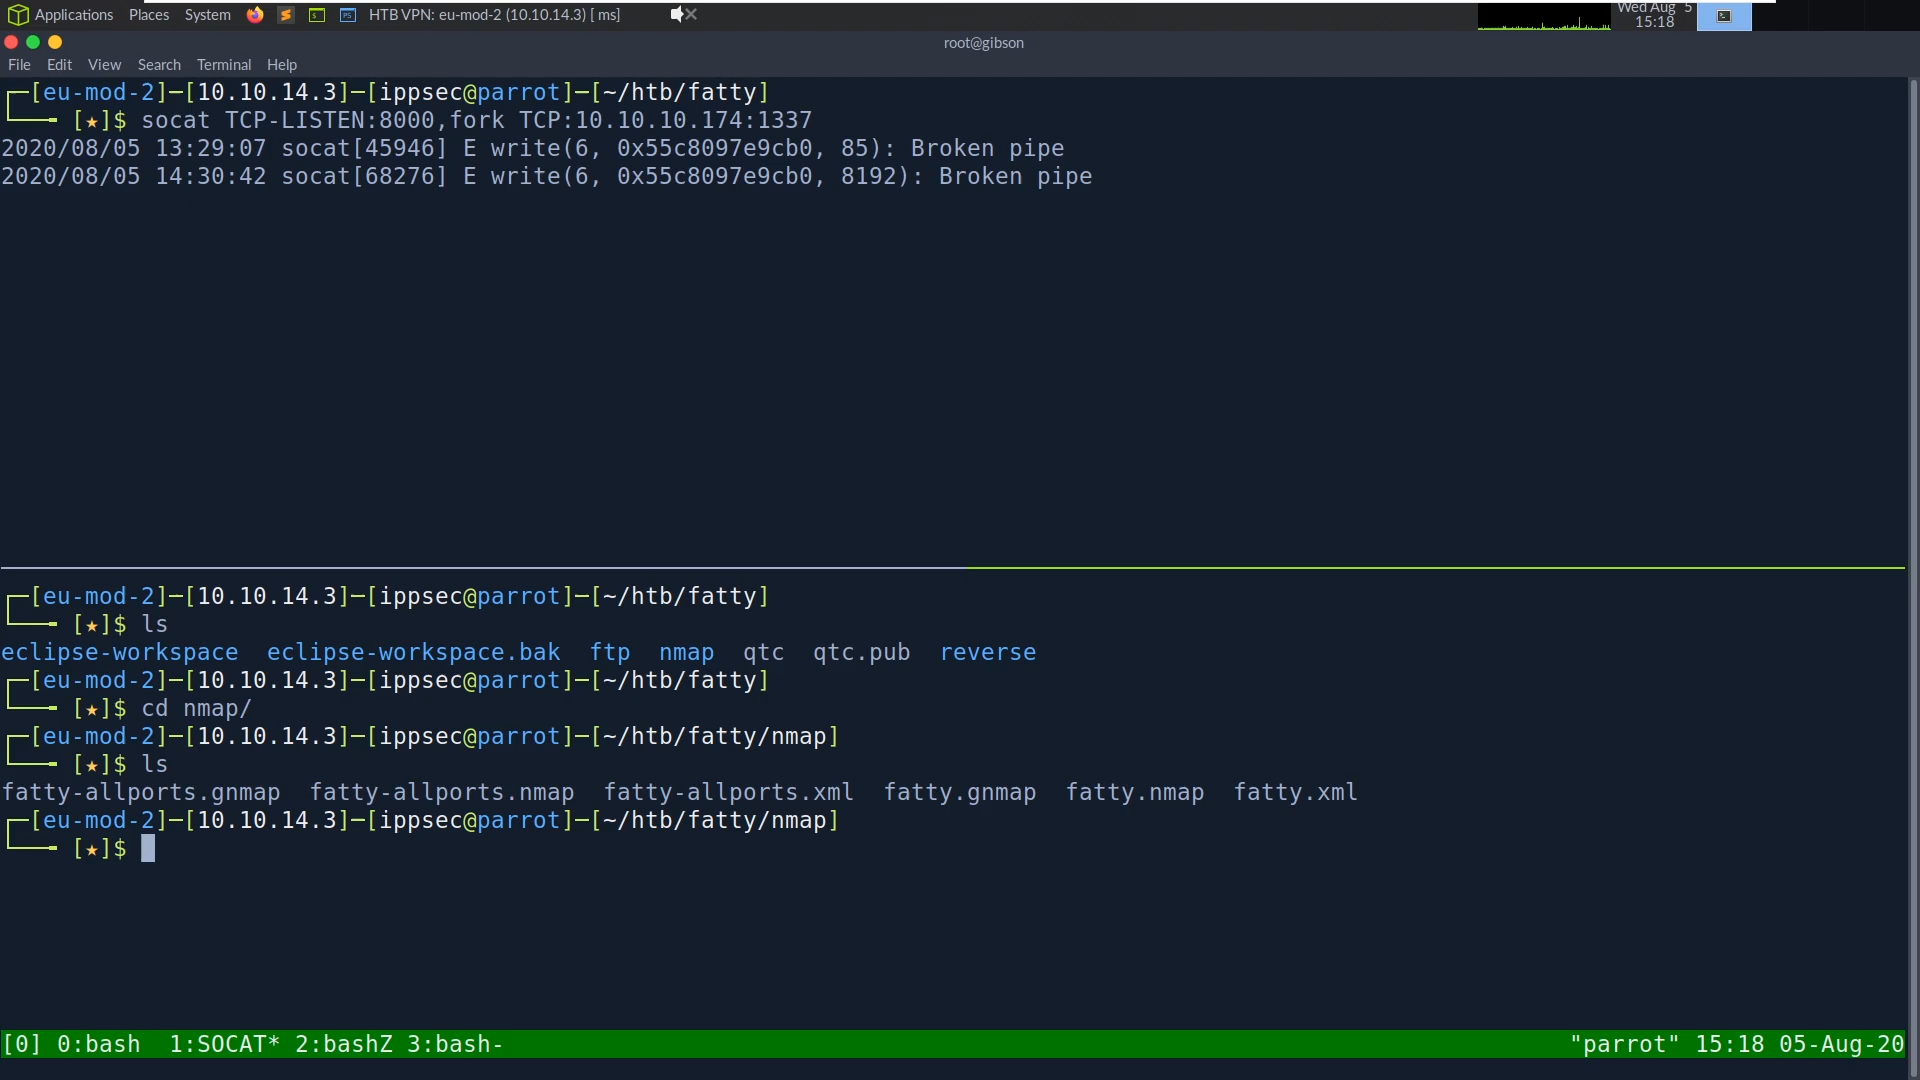 Applications Places System HTB VPN: eu-mod-2 (10.10.14.3) [ ms] Wed Aug 5
15:18
root@gibson
File Edit View Search Terminal Help
┌─[eu-mod-2]─[10.10.14.3]─[ippsec@parrot]─[~/htb/fatty]
└──╼ [★]$ socat TCP-LISTEN:8000,fork TCP:10.10.10.174:1337
2020/08/05 13:29:07 socat[45946] E write(6, 0x55c8097e9cb0, 85): Broken pipe
2020/08/05 14:30:42 socat[68276] E write(6, 0x55c8097e9cb0, 8192): Broken pipe
┌─[eu-mod-2]─[10.10.14.3]─[ippsec@parrot]─[~/htb/fatty]
└──╼ [★]$ ls
eclipse-workspace eclipse-workspace.bak ftp nmap qtc qtc.pub reverse
┌─[eu-mod-2]─[10.10.14.3]─[ippsec@parrot]─[~/htb/fatty]
└──╼ [★]$ cd nmap/
┌─[eu-mod-2]─[10.10.14.3]─[ippsec@parrot]─[~/htb/fatty/nmap]
└──╼ [★]$ ls
fatty-allports.gnmap fatty-allports.nmap fatty-allports.xml fatty.gnmap fatty.nmap fatty.xml
┌─[eu-mod-2]─[10.10.14.3]─[ippsec@parrot]─[~/htb/fatty/nmap]
└──╼ [★]$
[0] 0:bash 1:SOCAT* 2:bashZ 3:bash- "parrot" 15:18 05-Aug-20